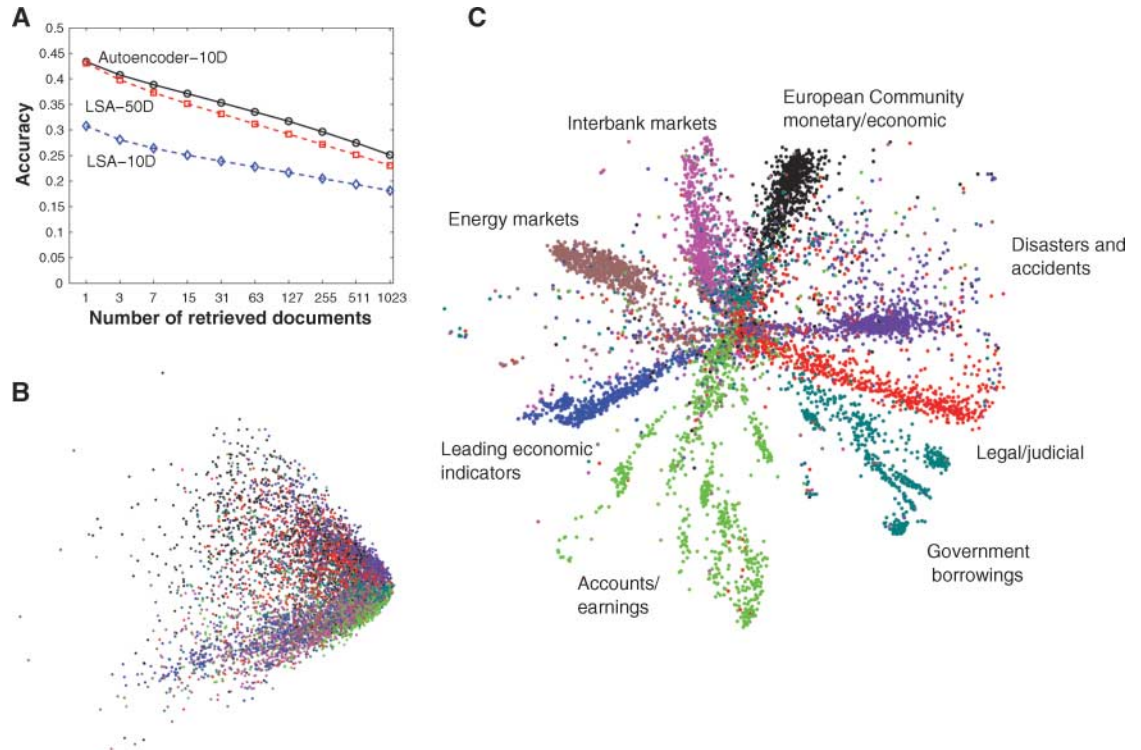 A
0.5
0.45
0.4
0.35
0.3
0.25
0.2
0.15
0.1
0.05
0
Accuracy
Autoencoder-10D
LSA-50D
LSA-10D
1 3 7 15 31 63 127 255 511 1023
Number of retrieved documents
B
C
European Community
monetary/economic
Interbank markets
Energy markets
Disasters and
accidents
Leading economic
indicators
Legal/judicial
Accounts/
earnings
Government
borrowings